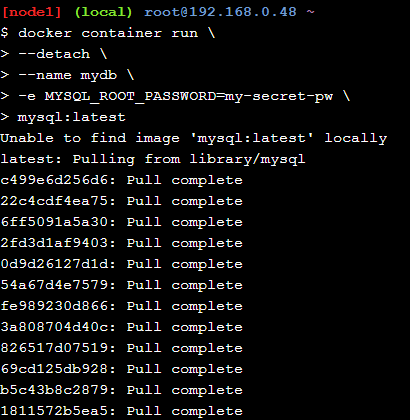 [node1] (local) root@192.168.0.48 ~
$ docker container run \
> --detach \
> --name mydb \
> -e MYSQL_ROOT_PASSWORD=my-secret-pw \
> mysql:latest
Unable to find image 'mysql:latest' locally
latest: Pulling from library/mysql
c499e6d256d6: Pull complete
22c4cdf4ea75: Pull complete
6ff5091a5a30: Pull complete
2fd3d1af9403: Pull complete
0d9d26127d1d: Pull complete
54a67d4e7579: Pull complete
fe989230d866: Pull complete
3a808704d40c: Pull complete
826517d07519: Pull complete
69cd125db928: Pull complete
b5c43b8c2879: Pull complete
1811572b5ea5: Pull complete